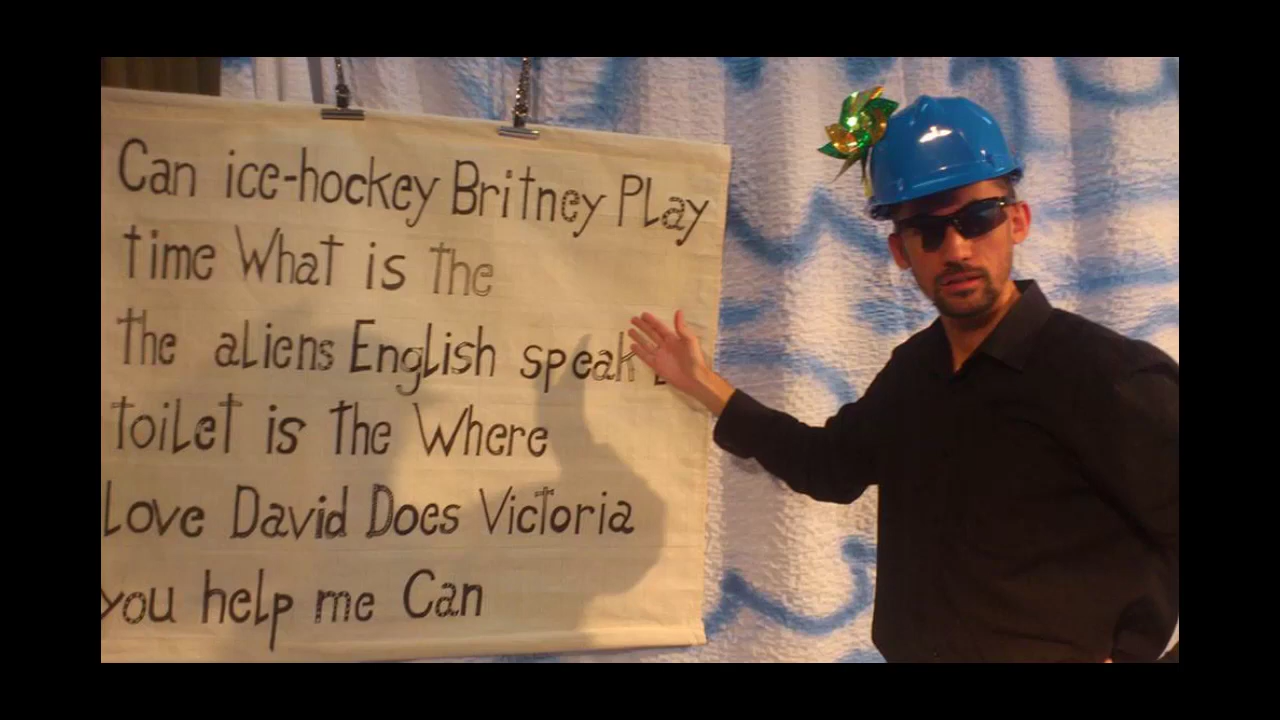 Can ice-hockey Britney Play
time What is the
the aliens English speak
toilet is the Where
Love David Does Victoria
you help me Can